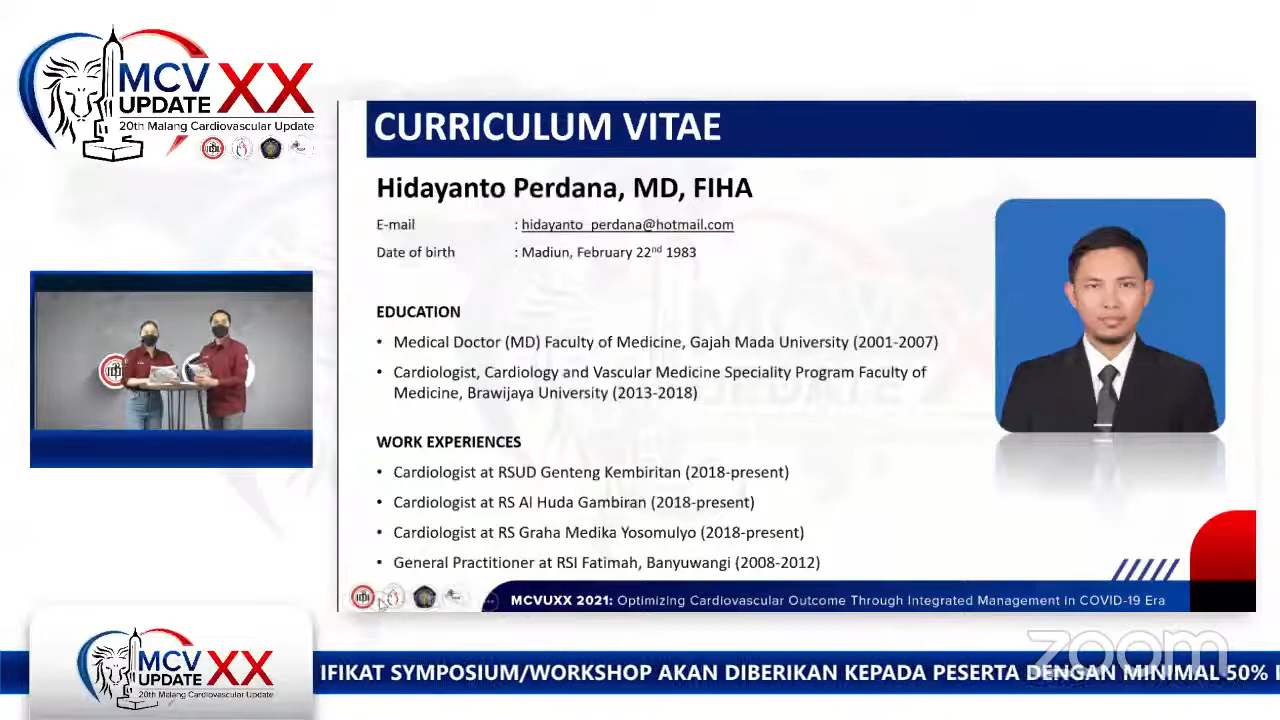 MCV XX
UPDATE
20th Malang Cardiovascular Update
CURRICULUM VITAE
Hidayanto Perdana, MD, FIHA
E-mail : hidayanto_perdana@hotmail.com
Date of birth : Madiun, February 22nd 1983
EDUCATION
• Medical Doctor (MD) Faculty of Medicine, Gajah Mada University (2001-2007)
• Cardiologist, Cardiology and Vascular Medicine Speciality Program Faculty of
Medicine, Brawijaya University (2013-2018)
WORK EXPERIENCES
• Cardiologist at RSUD Genteng Kembiritan (2018-present)
• Cardiologist at RS Al Huda Gambiran (2018-present)
• Cardiologist at RS Graha Medika Yosomulyo (2018-present)
• General Practitioner at RSI Fatimah, Banyuwangi (2008-2012)
MCVUXX 2021: Optimizing Cardiovascular Outcome Through Integrated Management in COVID-19 Era
zoom
MCV XX
UPDATE
20th Malang Cardiovascular Update
IFIKAT SYMPOSIUM/WORKSHOP AKAN DIBERIKAN KEPADA PESERTA DENGAN MINIMAL 50%